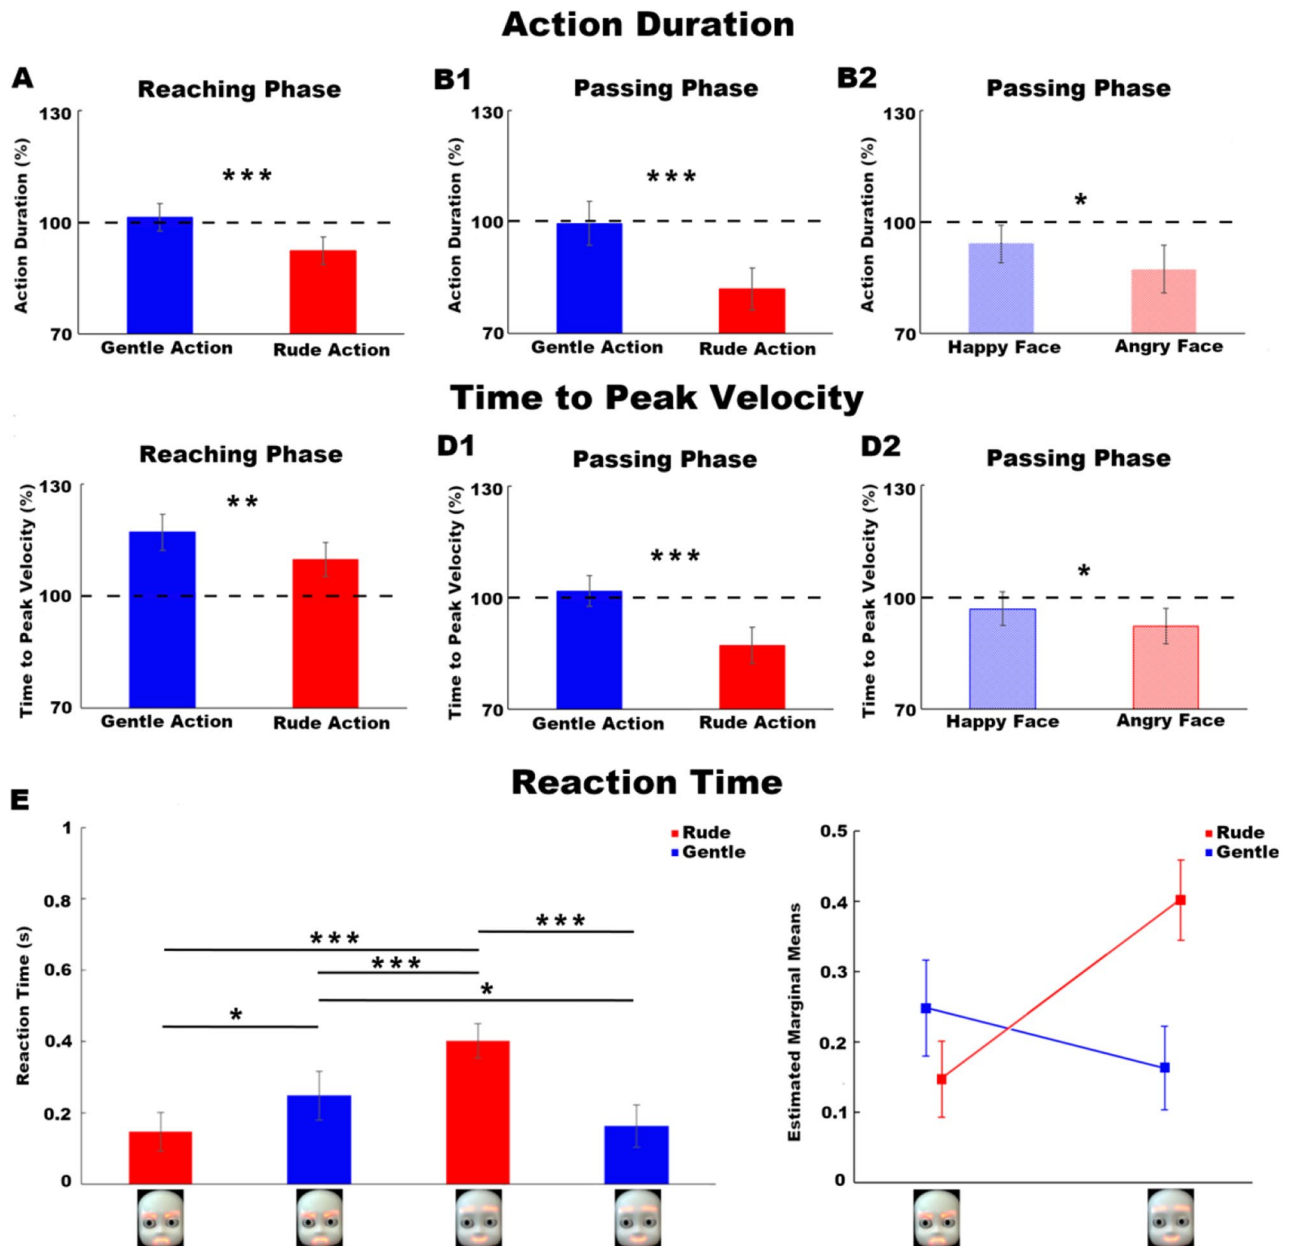 Action Duration
A
Reaching Phase
130
100
70
Action Duration (%)
***
Gentle Action
Rude Action
B1
Passing Phase
130
100
70
Action Duration (%)
***
Gentle Action
Rude Action
B2
Passing Phase
130
100
70
Action Duration (%)
*
Happy Face
Angry Face
Time to Peak Velocity
Reaching Phase
130
100
70
Time to Peak Velocity (%)
**
Gentle Action
Rude Action
D1
Passing Phase
130
100
70
Time to Peak Velocity (%)
***
Gentle Action
Rude Action
D2
Passing Phase
130
100
70
Time to Peak Velocity (%)
*
Happy Face
Angry Face
Reaction Time
E
1
0.8
0.6
0.4
0.2
0
Reaction Time (s)
Rude
Gentle
***
***
***
*
*
0.5
0.4
0.3
0.2
0.1
0
Estimated Marginal Means
Rude
Gentle